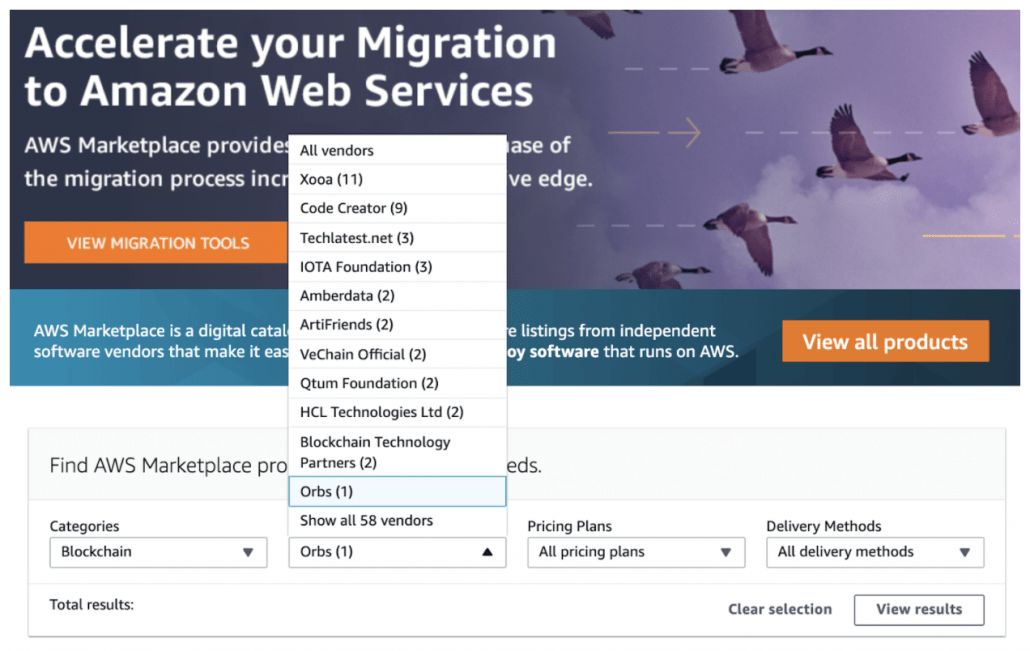 Accelerate your Migration
to Amazon Web Services
AWS Marketplace provides
ase of
the migration process incr
ve edge.
VIEW MIGRATION TOOLS
All vendors
Xooa (11)
Code Creator (9)
Techlatest.net (3)
IOTA Foundation (3)
Amberdata (2)
ArtiFriends (2)
VeChain Official (2)
Qtum Foundation (2)
HCL Technologies Ltd (2)
Blockchain Technology
Partners (2)
Orbs (1)
Show all 58 vendors
AWS Marketplace is a digital catal
re listings from independent
software vendors that make it eas
oy software that runs on AWS.
View all products
Find AWS Marketplace pro
eds.
Categories
Pricing Plans
Delivery Methods
Blockchain
Orbs (1)
All pricing plans
All delivery methods
Total results:
Clear selection
View results